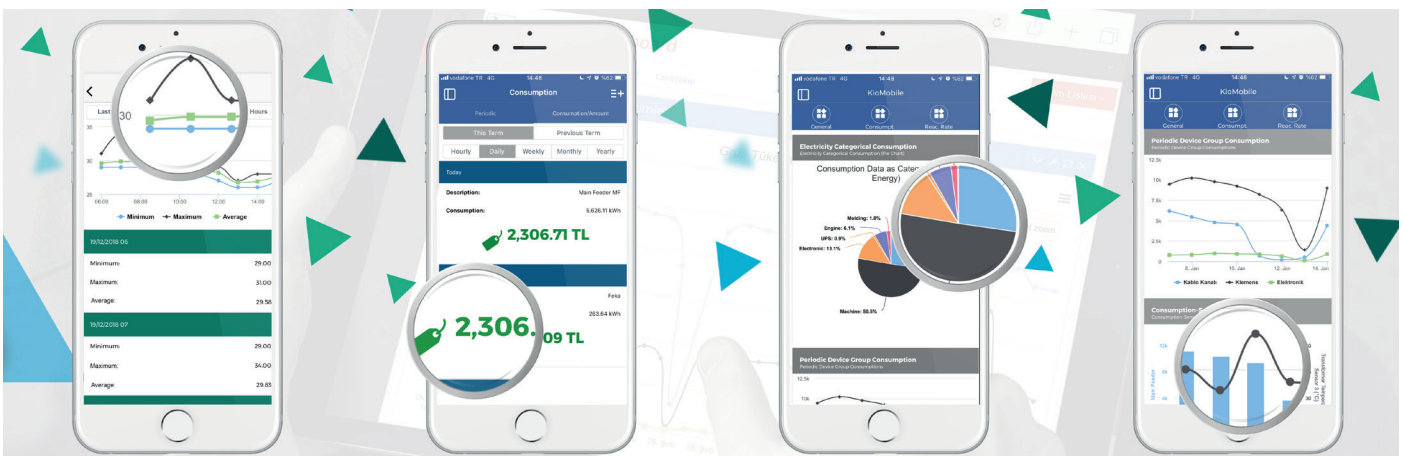 30
Last
Hours
35
30
25
06:00 08:00 10:00 12:00 14:00
Minimum Maximum Average
19/12/2018 06
Minimum: 29.00
Maximum: 31.00
Average: 29.58
19/12/2018 07
Minimum: 29.00
Maximum: 34.00
Average: 29.83
vodafone TR 4G 14:48 %62
Consumption
Periodic Consumption/Amount
This Term Previous Term
Hourly Daily Weekly Monthly Yearly
Today
Description: Main Feeder MF
Consumption: 5,626.11 kWh
2,306.71 TL
Feka
263.64 kWh
2,306.
09 TL
vodafone TR 4G 14:48 %62
KioMobile
General Consumpt. Reac. Rate
Electricity Categorical Consumption
Electricity Categorical Consumption (Pie Chart)
Consumption Data as Categ
Energy)
Molding: 1.8%
Engine: 6.1%
UPS: 0.9%
Electronic: 13.1%
Machine: 50.5%
Periodic Device Group Consumption
Periodic Device Group Consumptions
12.5k
10k
vodafone TR 4G 14:48 %62
KioMobile
General Consumpt. Reac. Rate
Periodic Device Group Consumption
Periodic Device Group Consumptions
12.5k
10k
7.5k
5k
2.5k
0
8. Jan 10. Jan 12. Jan 14. Jan
Kablo Kanalı Klemens Elektronik
Consumption-S
Main Feeder
30